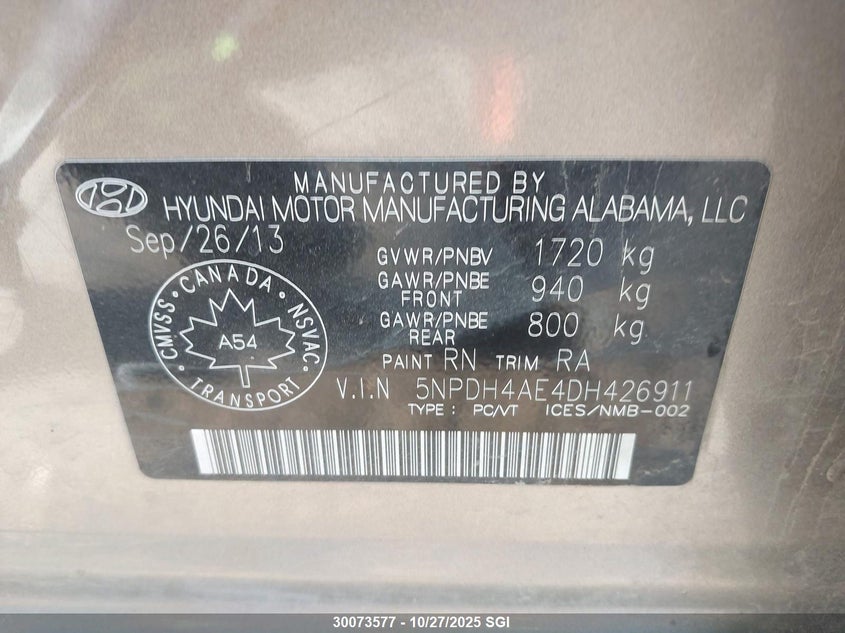 MANUFACTURED BY
HYUNDAI MOTOR MANUFACTURING ALABAMA, LLC
Sep/26/13
GVWR/PNBV 1720 kg
GAWR/PNBE FRONT 940 kg
GAWR/PNBE REAR 800 kg
CANADA · NSVAC · TRANSPORT · CMVSS ·
A54
PAINT RN TRIM RA
V.I.N 5NPDH4AE4DH426911
TYPE : PC/VT ICES/NMB-002
30073577 - 10/27/2025 SGI